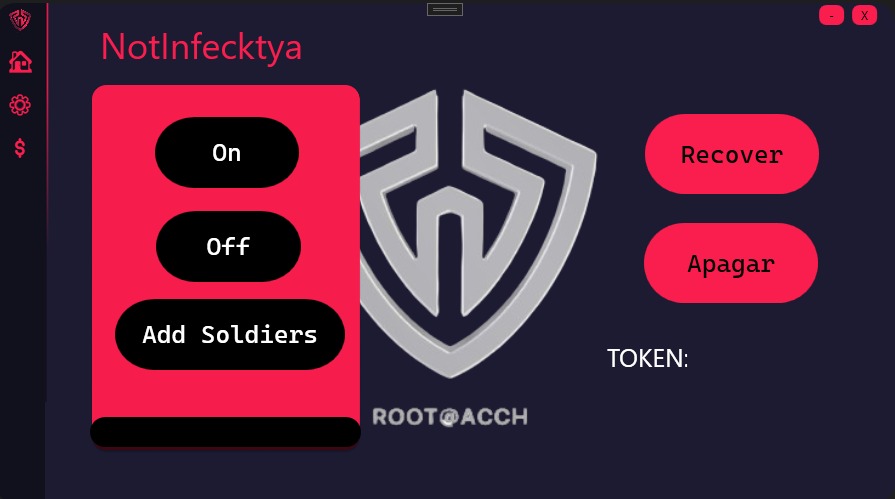 - X
NotInfecktya
On
Off
Add Soldiers
Recover
Apagar
TOKEN:
ROOT@ACCH